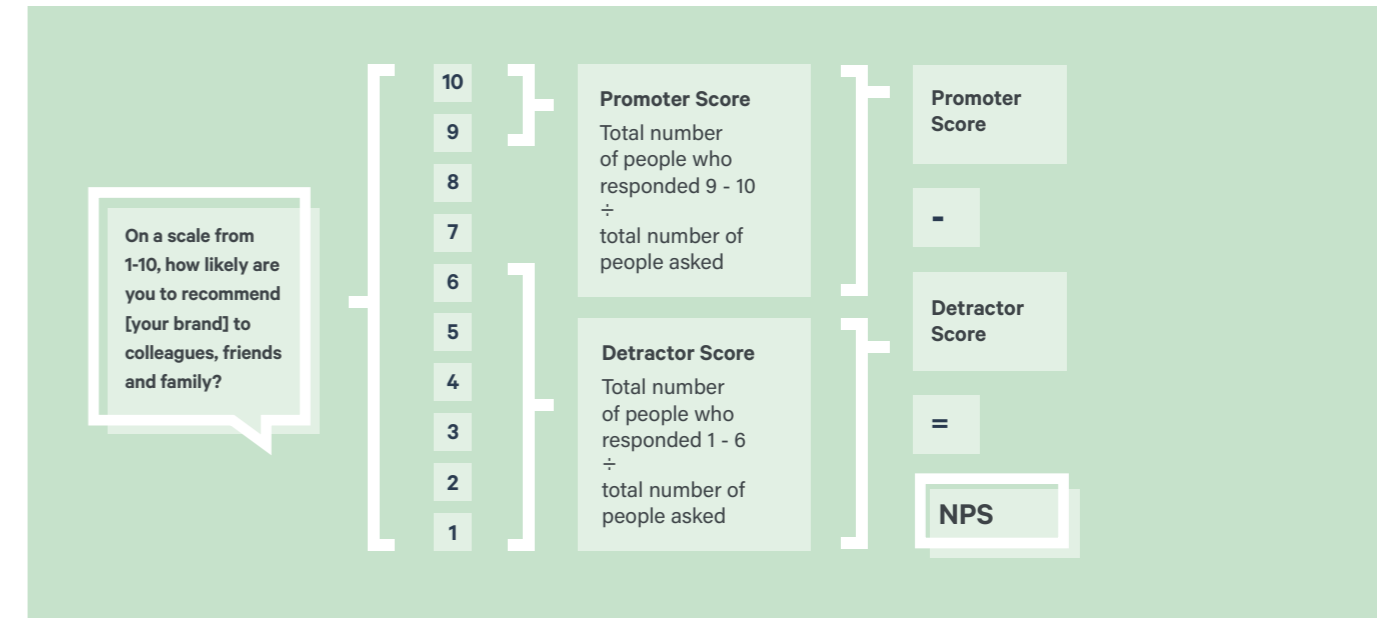 On a scale from
1-10, how likely are
you to recommend
[your brand] to
colleagues, friends
and family?
10
9
8
7
6
5
4
3
2
1
Promoter Score
Total number
of people who
responded 9 - 10
÷
total number of
people asked
Detractor Score
Total number
of people who
responded 1 - 6
÷
total number of
people asked
Promoter
Score
-
Detractor
Score
=
NPS